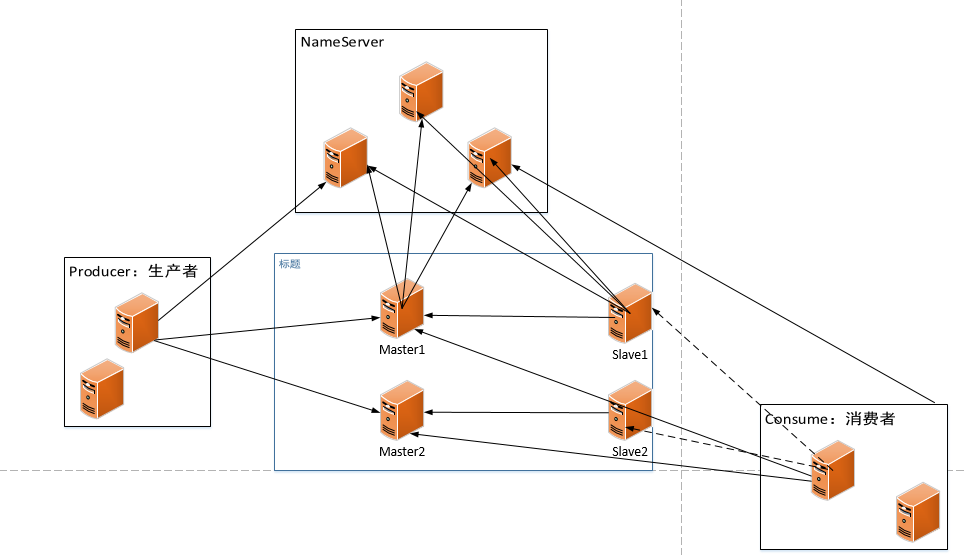 NameServer
Producer：生产者
标题
Master1
Slave1
Master2
Slave2
Consume：消费者